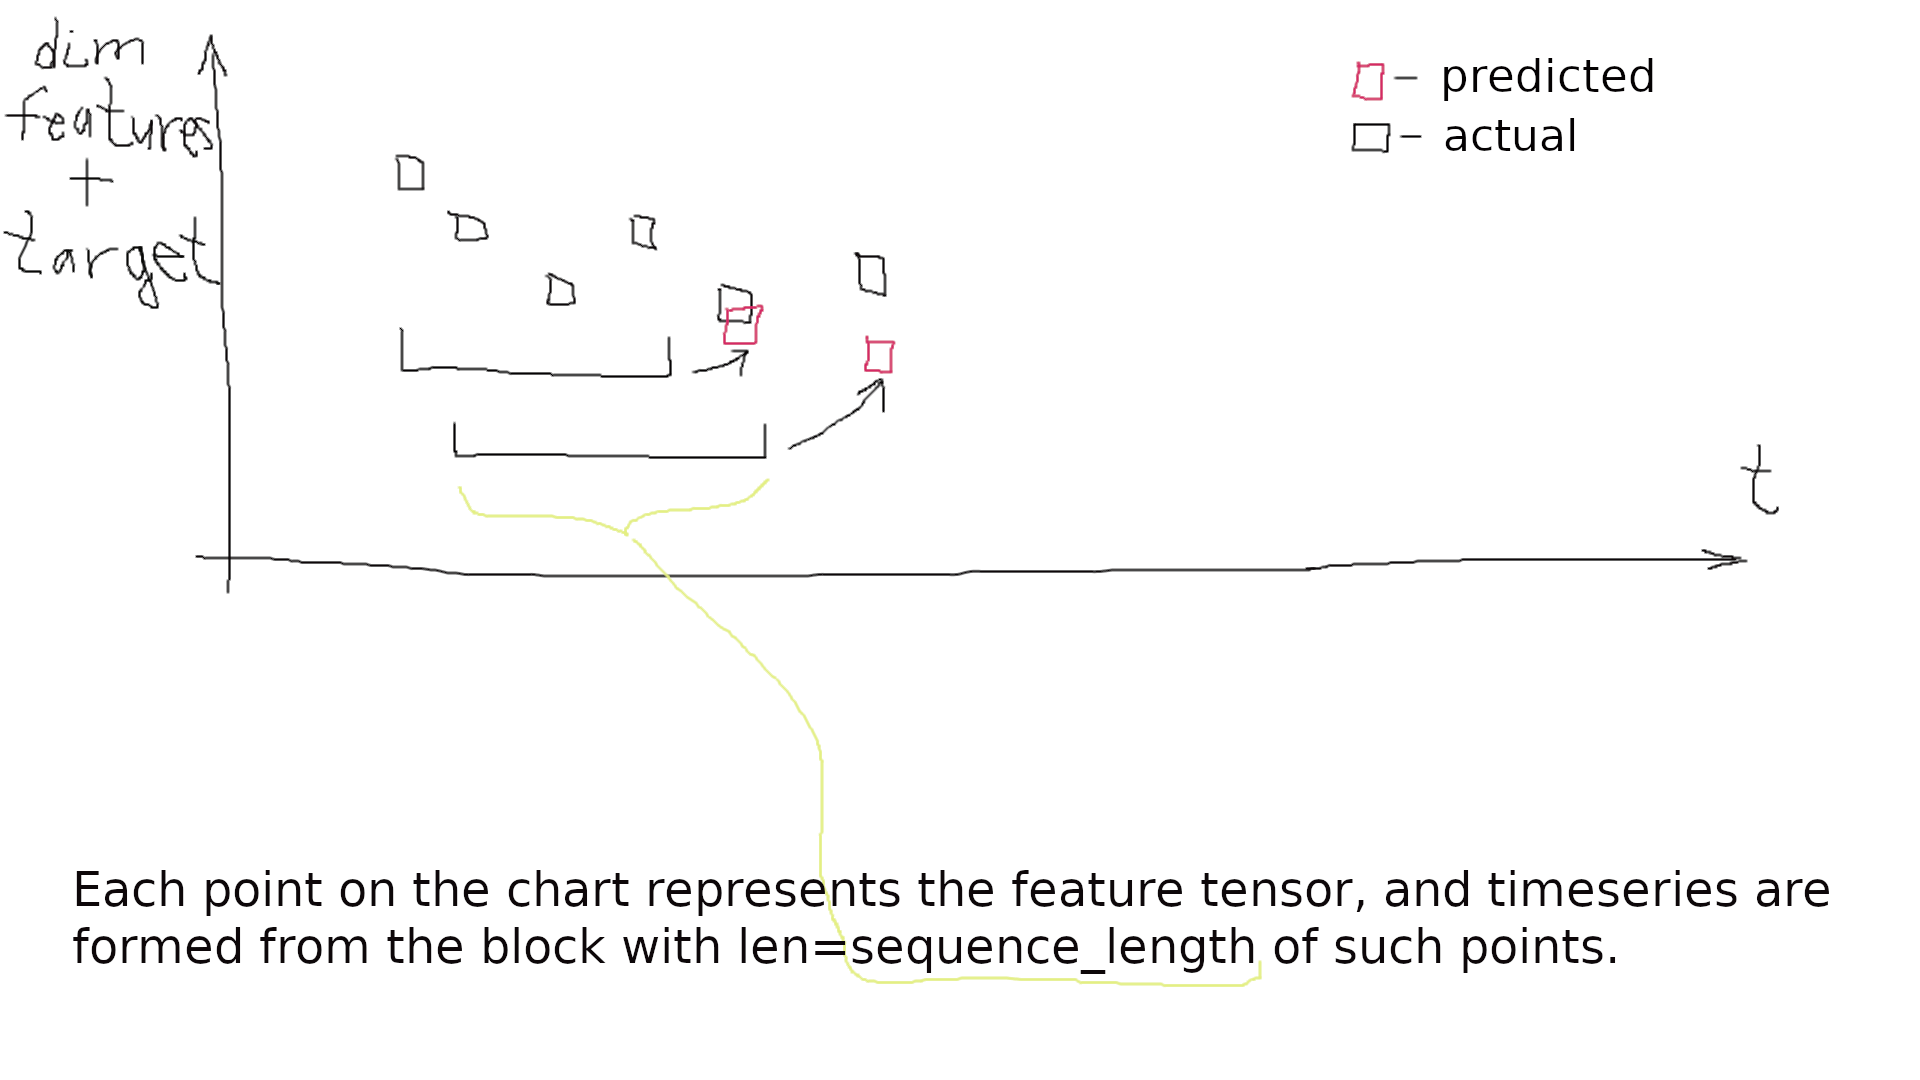 dim
features
+
target
– predicted
– actual
t
Each point on the chart represents the feature tensor, and timeseries are
formed from the block with len=sequence_length of such points.